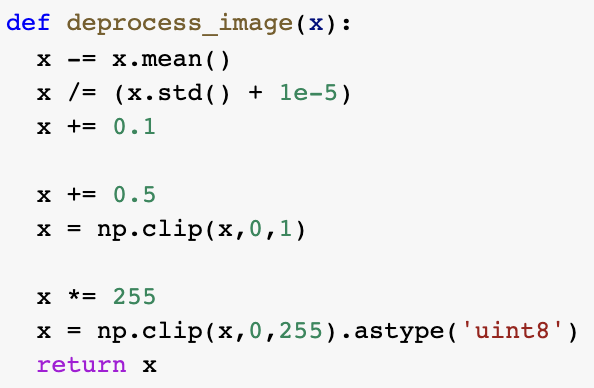 def deprocess_image(x):
  x -= x.mean()
  x /= (x.std() + 1e-5)
  x += 0.1

  x += 0.5
  x = np.clip(x,0,1)

  x *= 255
  x = np.clip(x,0,255).astype('uint8')
  return x